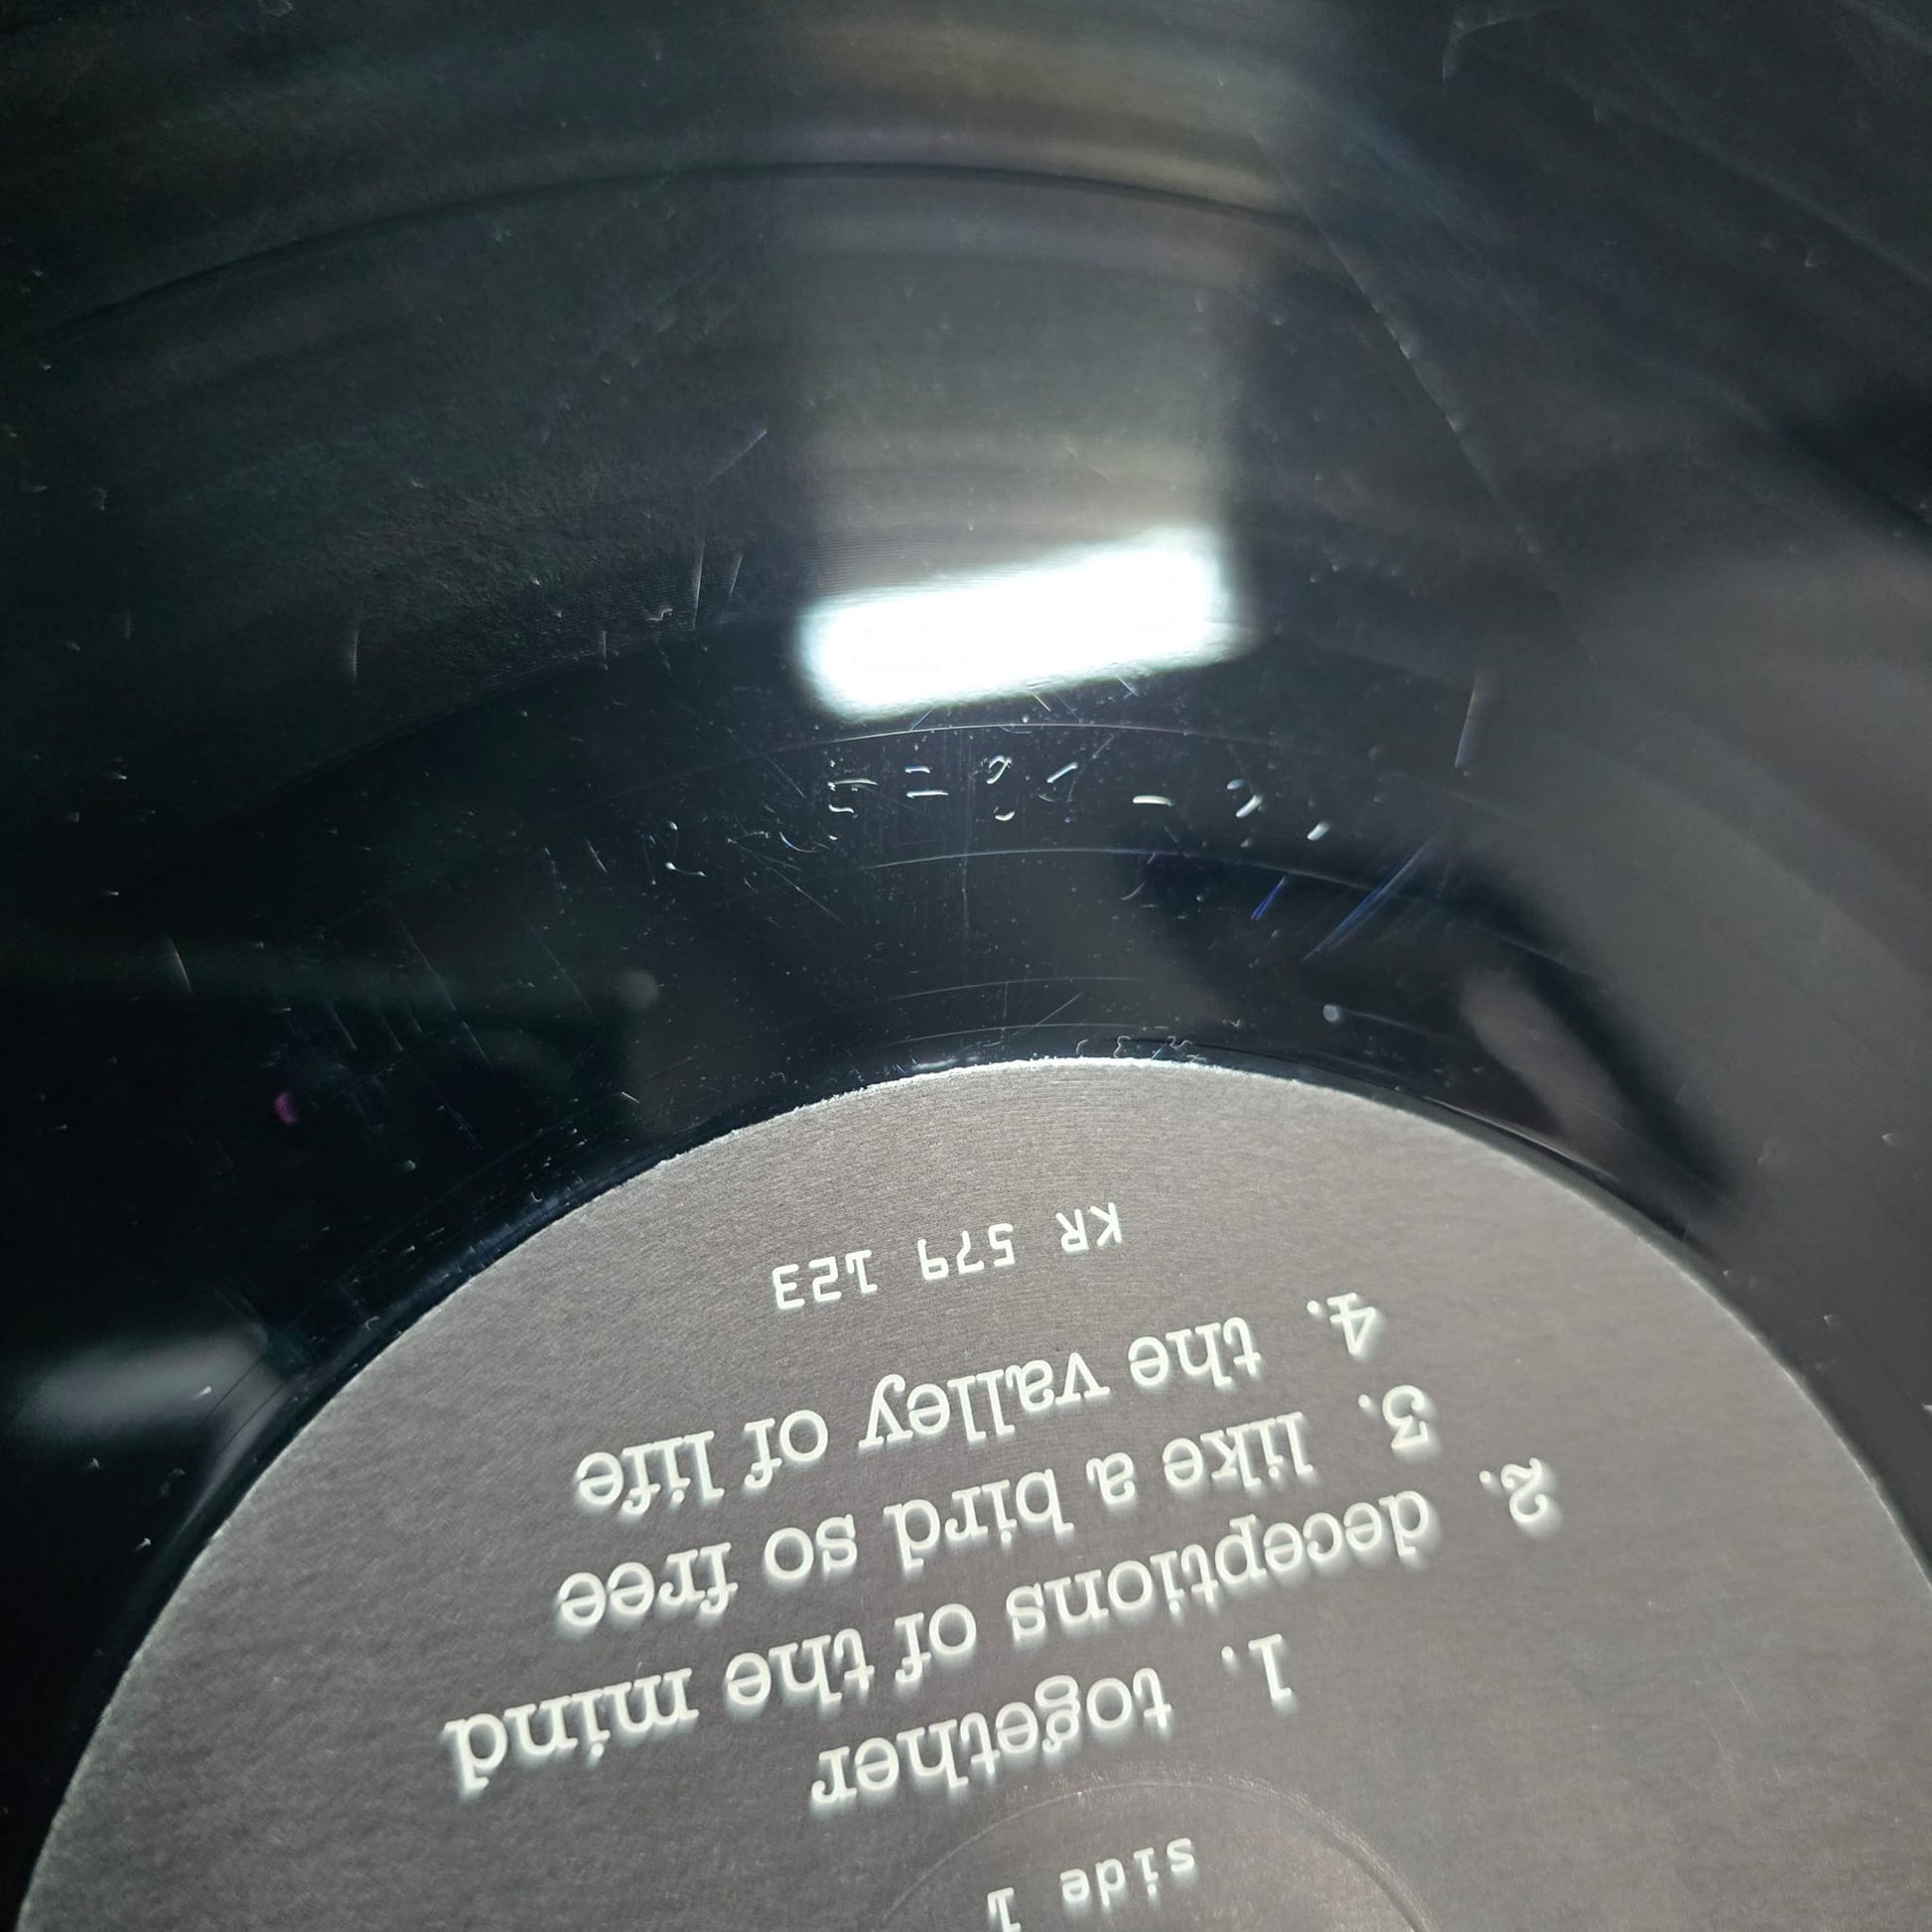 side 1
1. together
2. deceptions of the mind
3. like a bird so free
4. the valley of life
KR 579 123